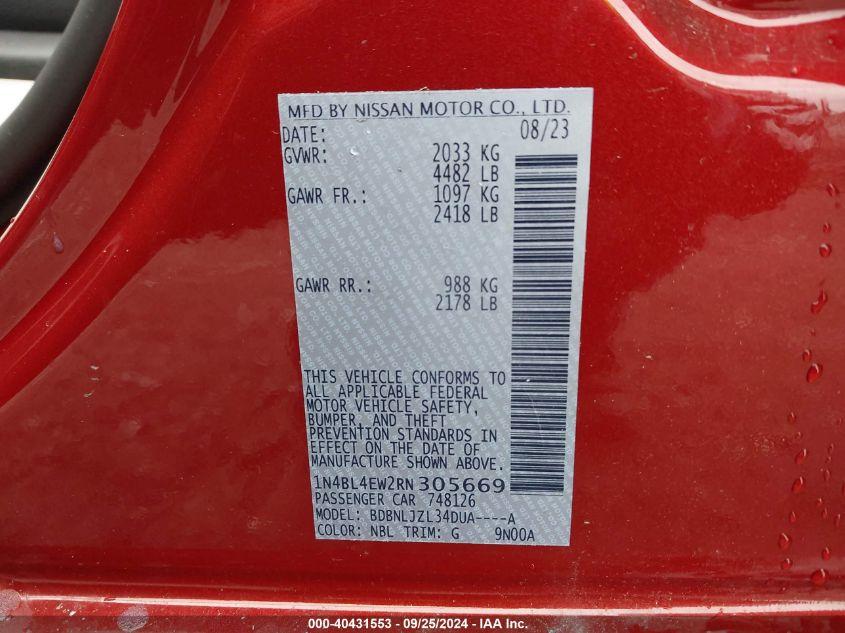 MFD BY NISSAN MOTOR CO., LTD.
DATE: 08/23
GVWR: 2033 KG
4482 LB
GAWR FR.: 1097 KG
2418 LB
GAWR RR.: 988 KG
2178 LB
THIS VEHICLE CONFORMS TO
ALL APPLICABLE FEDERAL
MOTOR VEHICLE SAFETY,
BUMPER, AND THEFT
PREVENTION STANDARDS IN
EFFECT ON THE DATE OF
MANUFACTURE SHOWN ABOVE.
1N4BL4EW2RN305669
PASSENGER CAR 748126
MODEL: BDBNLJZL34DUA----A
COLOR: NBL TRIM: G 9N00A
000-40431553 - 09/25/2024 - IAA Inc.